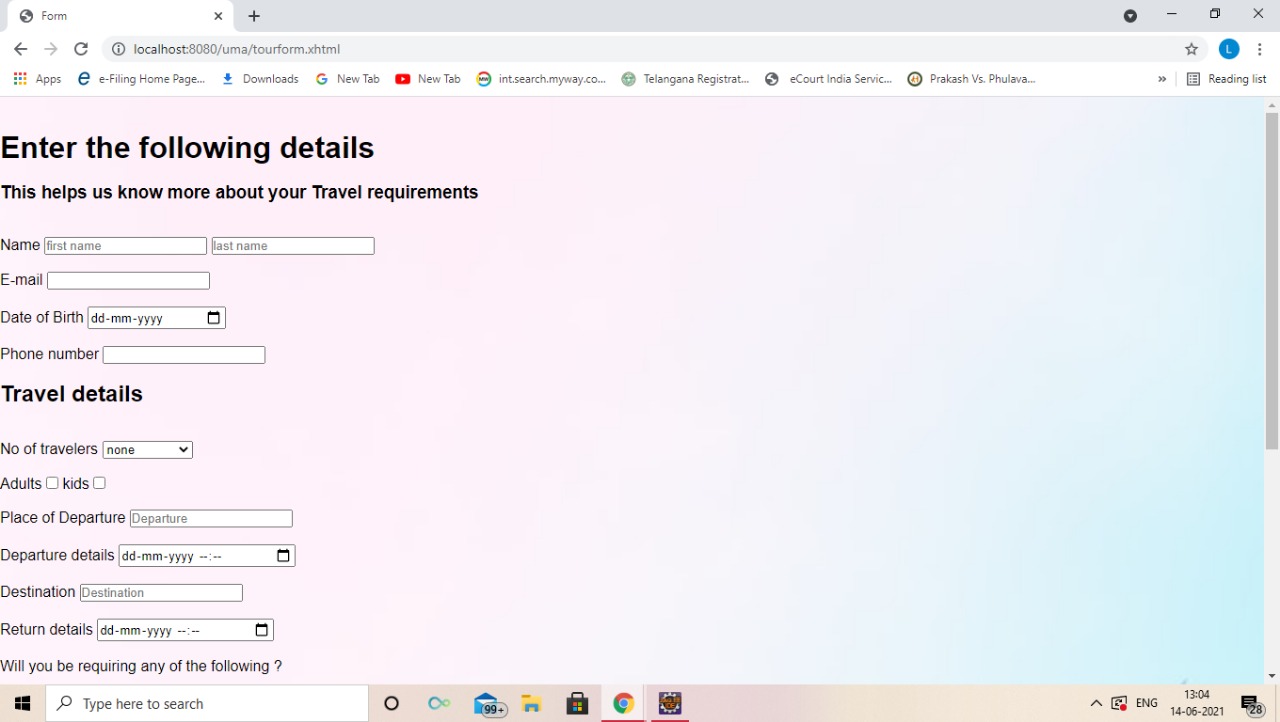 Form
localhost:8080/uma/tourform.xhtml
Apps e-Filing Home Page... Downloads New Tab New Tab int.search.myway.co... Telangana Registrat... eCourt India Servic... Prakash Vs. Phulava... » Reading list
Enter the following details
This helps us know more about your Travel requirements
Name first name last name
E-mail
Date of Birth dd-mm-yyyy
Phone number
Travel details
No of travelers none
Adults kids
Place of Departure Departure
Departure details dd-mm-yyyy --:--
Destination Destination
Return details dd-mm-yyyy --:--
Will you be requiring any of the following ?
Type here to search 99+ ENG 13:04
14-06-2021 28